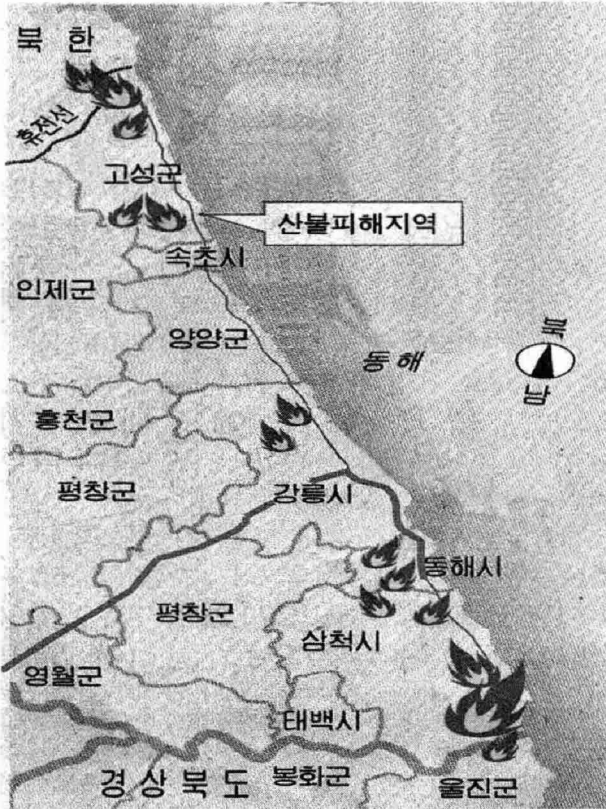 북 한
휴전선
고성군
산불피해지역
속초시
인제군
양양군
북
동해
남
홍천군
평창군
강릉시
동해시
평창군
삼척시
영월군
태백시
경상북도
봉화군
울진군